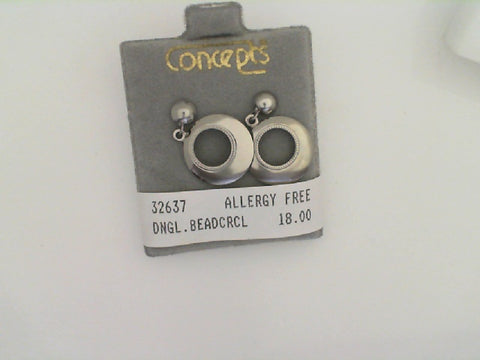 Concepts
32637 ALLERGY FREE
DNGL.BEADCRCL 18.00